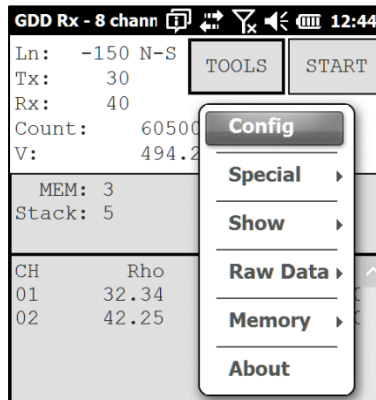 GDD Rx - 8 chann 12:44
Ln: -150 N-S
TOOLS START
Tx: 30
Rx: 40
Count: 60500
V: 494.2
MEM: 3
Stack: 5
CH Rho
01 32.34
02 42.25
Config
Special
Show
Raw Data
Memory
About